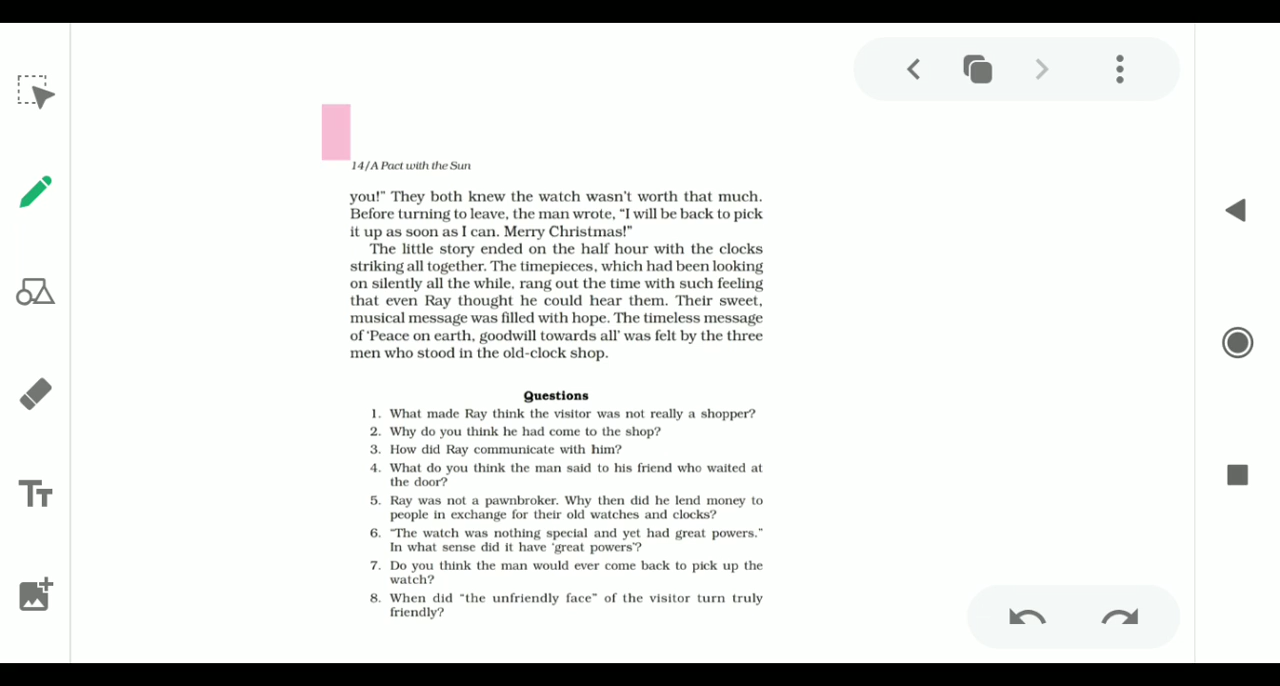 14/A Pact with the Sun
you!" They both knew the watch wasn't worth that much.
Before turning to leave, the man wrote, "I will be back to pick
it up as soon as I can. Merry Christmas!"
The little story ended on the half hour with the clocks
striking all together. The timepieces, which had been looking
on silently all the while, rang out the time with such feeling
that even Ray thought he could hear them. Their sweet,
musical message was filled with hope. The timeless message
of 'Peace on earth, goodwill towards all' was felt by the three
men who stood in the old-clock shop.
Questions
1. What made Ray think the visitor was not really a shopper?
2. Why do you think he had come to the shop?
3. How did Ray communicate with him?
4. What do you think the man said to his friend who waited at
the door?
5. Ray was not a pawnbroker. Why then did he lend money to
people in exchange for their old watches and clocks?
6. "The watch was nothing special and yet had great powers."
In what sense did it have 'great powers'?
7. Do you think the man would ever come back to pick up the
watch?
8. When did "the unfriendly face" of the visitor turn truly
friendly?
TT